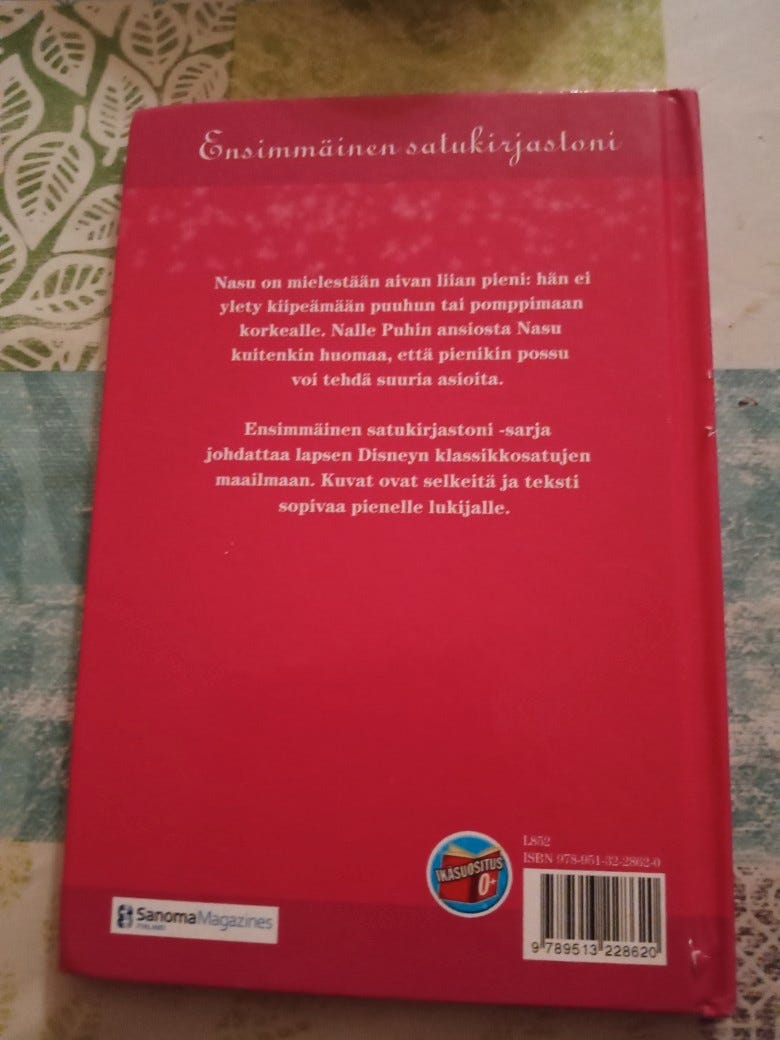 Ensimmäinen satukirjastoni
Nasu on mielestään aivan liian pieni: hän ei
ylety kiipeämään puuhun tai pomppimaan
korkealle. Nalle Puhin ansiosta Nasu
kuitenkin huomaa, että pienikin possu
voi tehdä suuria asioita.
Ensimmäinen satukirjastoni -sarja
johdattaa lapsen Disneyn klassikkosatujen
maailmaan. Kuvat ovat selkeitä ja teksti
sopivaa pienelle lukijalle.
L852
ISBN 978-951-32-2862-0
IKÄSUOSITUS
0+
SanomaMagazines
FINLAND
9 789513 228620